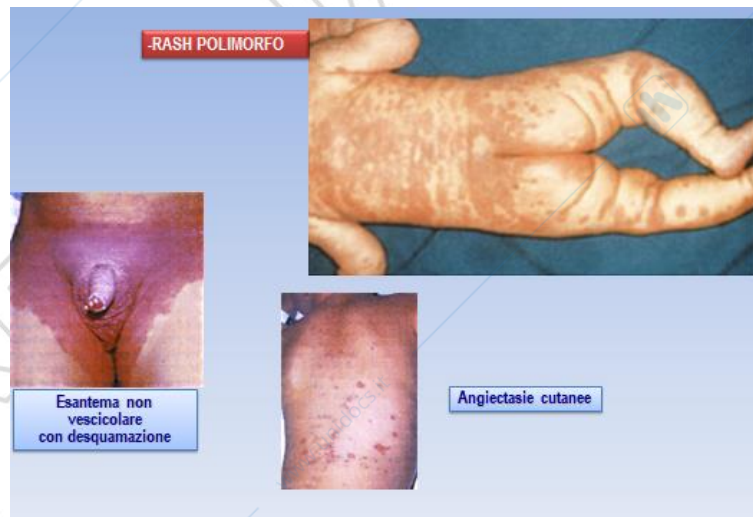 -RASH POLIMORFO
Esantema non
vescicolare
con desquamazione
Angiectasie cutanee